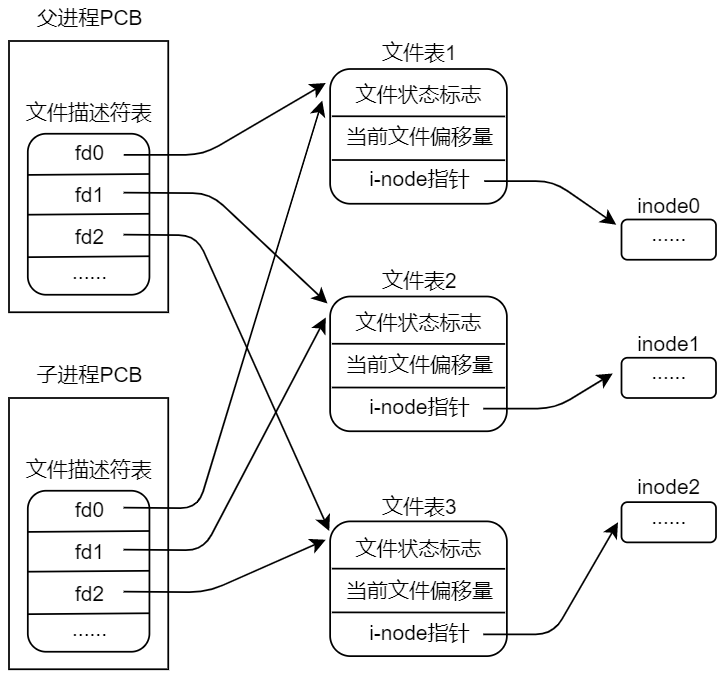 父进程PCB
文件描述符表
fd0
fd1
fd2
······
子进程PCB
文件描述符表
fd0
fd1
fd2
······
文件表1
文件状态标志
当前文件偏移量
i-node指针
文件表2
文件状态标志
当前文件偏移量
i-node指针
文件表3
文件状态标志
当前文件偏移量
i-node指针
inode0
······
inode1
······
inode2
······